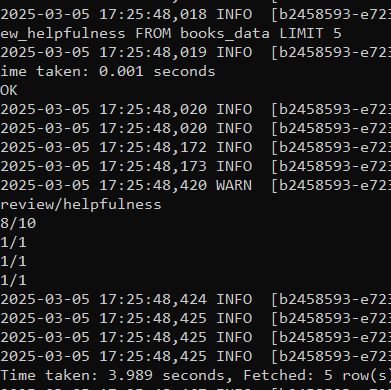 2025-03-05 17:25:48,018 INFO  [b2458593-e723
ew_helpfulness FROM books_data LIMIT 5
2025-03-05 17:25:48,019 INFO  [b2458593-e723
ime taken: 0.001 seconds
OK
2025-03-05 17:25:48,020 INFO  [b2458593-e723
2025-03-05 17:25:48,020 INFO  [b2458593-e723
2025-03-05 17:25:48,172 INFO  [b2458593-e723
2025-03-05 17:25:48,173 INFO  [b2458593-e723
2025-03-05 17:25:48,420 WARN  [b2458593-e723
review/helpfulness
8/10
1/1
1/1
1/1
2025-03-05 17:25:48,424 INFO  [b2458593-e723
2025-03-05 17:25:48,425 INFO  [b2458593-e723
2025-03-05 17:25:48,425 INFO  [b2458593-e723
2025-03-05 17:25:48,425 INFO  [b2458593-e723
Time taken: 3.989 seconds, Fetched: 5 row(s